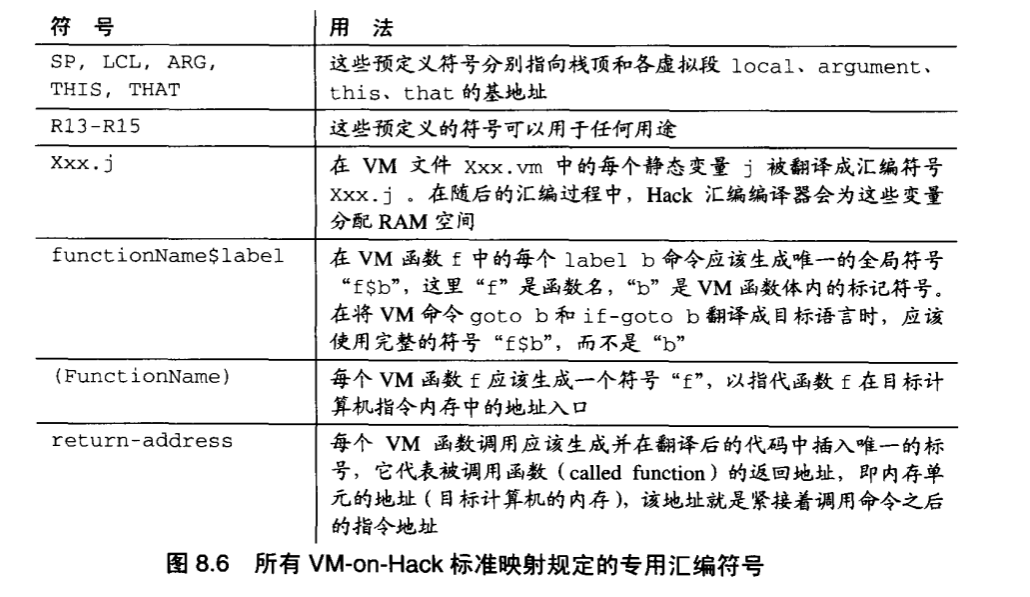 符 号 用 法
SP, LCL, ARG, 这些预定义符号分别指向栈顶和各虚拟段 local、argument、
THIS, THAT this、that 的基地址
R13-R15 这些预定义的符号可以用于任何用途
Xxx.j 在 VM 文件 Xxx.vm 中的每个静态变量 j 被翻译成汇编符号
Xxx.j 。在随后的汇编过程中，Hack 汇编编译器会为这些变量
分配 RAM 空间
functionName$label 在 VM 函数 f 中的每个 label b 命令应该生成唯一的全局符号
“f$b”，这里“f”是函数名，“b”是 VM 函数体内的标记符号。
在将 VM 命令 goto b 和 if-goto b 翻译成目标语言时，应该
使用完整的符号“f$b”，而不是“b”
(FunctionName) 每个 VM 函数 f 应该生成一个符号“f”，以指代函数 f 在目标计
算机指令内存中的地址入口
return-address 每个 VM 函数调用应该生成并在翻译后的代码中插入唯一的标
号，它代表被调用函数（called function）的返回地址，即内存单
元的地址（目标计算机的内存），该地址就是紧接着调用命令之后
的指令地址
图 8.6 所有 VM-on-Hack 标准映射规定的专用汇编符号